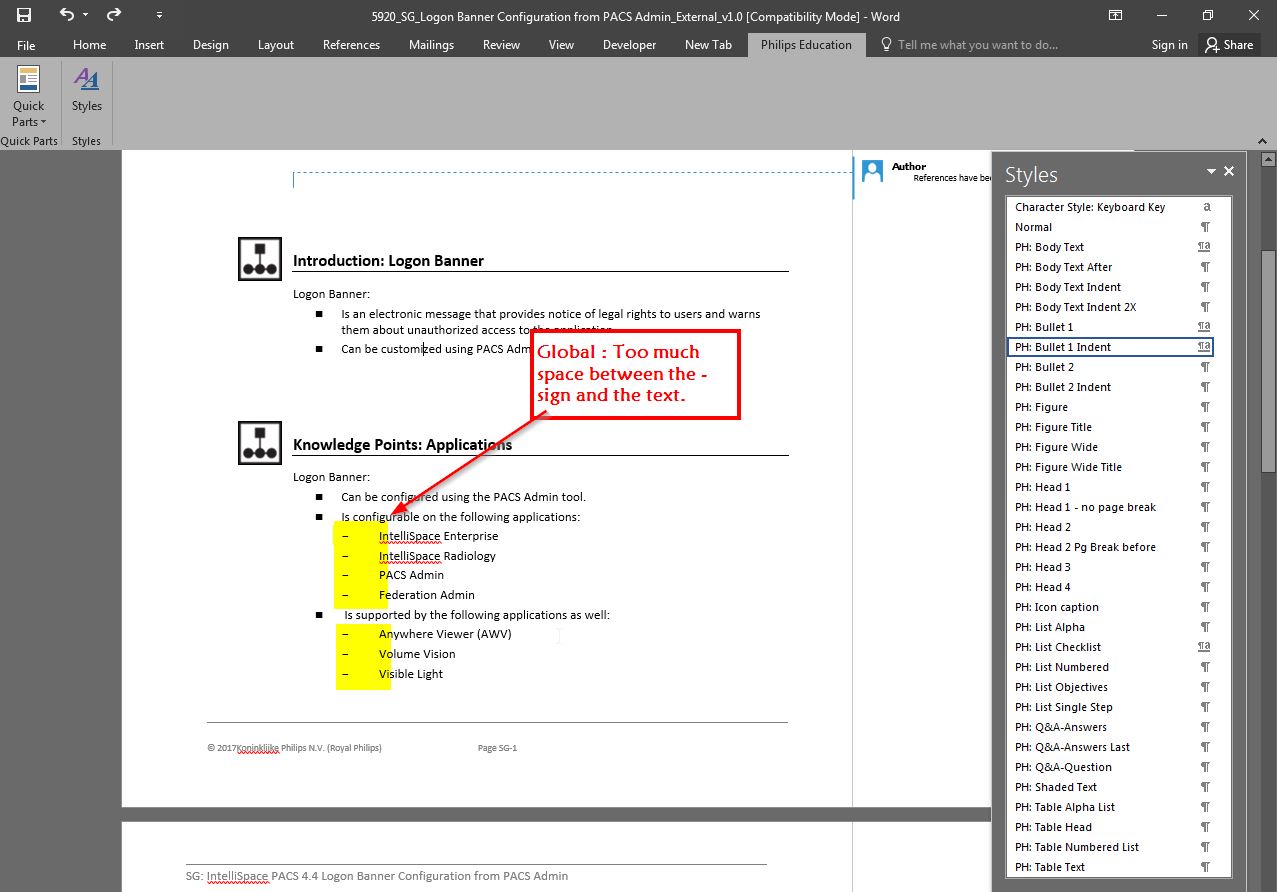 5920_SG_Logon Banner Configuration from PACS Admin_External_v1.0 [Compatibility Mode] - Word
File Home Insert Design Layout References Mailings Review View Developer New Tab Philips Education Tell me what you want to do... Sign in Share
Quick Parts
Styles
Quick Parts Styles
Author
References have bee
Introduction: Logon Banner
Logon Banner:
■ Is an electronic message that provides notice of legal rights to users and warns
them about unauthorized access to the application.
■ Can be customized using PACS Adm
Global : Too much
space between the -
sign and the text.
Knowledge Points: Applications
Logon Banner:
■ Can be configured using the PACS Admin tool.
■ Is configurable on the following applications:
– IntelliSpace Enterprise
– IntelliSpace Radiology
– PACS Admin
– Federation Admin
■ Is supported by the following applications as well:
– Anywhere Viewer (AWV)
– Volume Vision
– Visible Light
© 2017Koninklijke Philips N.V. (Royal Philips) Page SG-1
SG: IntelliSpace PACS 4.4 Logon Banner Configuration from PACS Admin
Styles
Character Style: Keyboard Key a
Normal ¶
PH: Body Text ¶a
PH: Body Text After ¶
PH: Body Text Indent ¶
PH: Body Text Indent 2X ¶
PH: Bullet 1 ¶a
PH: Bullet 1 Indent ¶a
PH: Bullet 2 ¶
PH: Bullet 2 Indent ¶
PH: Figure ¶
PH: Figure Title ¶
PH: Figure Wide ¶
PH: Figure Wide Title ¶
PH: Head 1 ¶
PH: Head 1 - no page break ¶
PH: Head 2 ¶
PH: Head 2 Pg Break before ¶
PH: Head 3 ¶
PH: Head 4 ¶
PH: Icon caption ¶
PH: List Alpha ¶
PH: List Checklist ¶a
PH: List Numbered ¶
PH: List Objectives ¶
PH: List Single Step ¶
PH: Q&A-Answers ¶
PH: Q&A-Answers Last ¶
PH: Q&A-Question ¶
PH: Shaded Text ¶
PH: Table Alpha List ¶
PH: Table Head ¶
PH: Table Numbered List ¶
PH: Table Text ¶